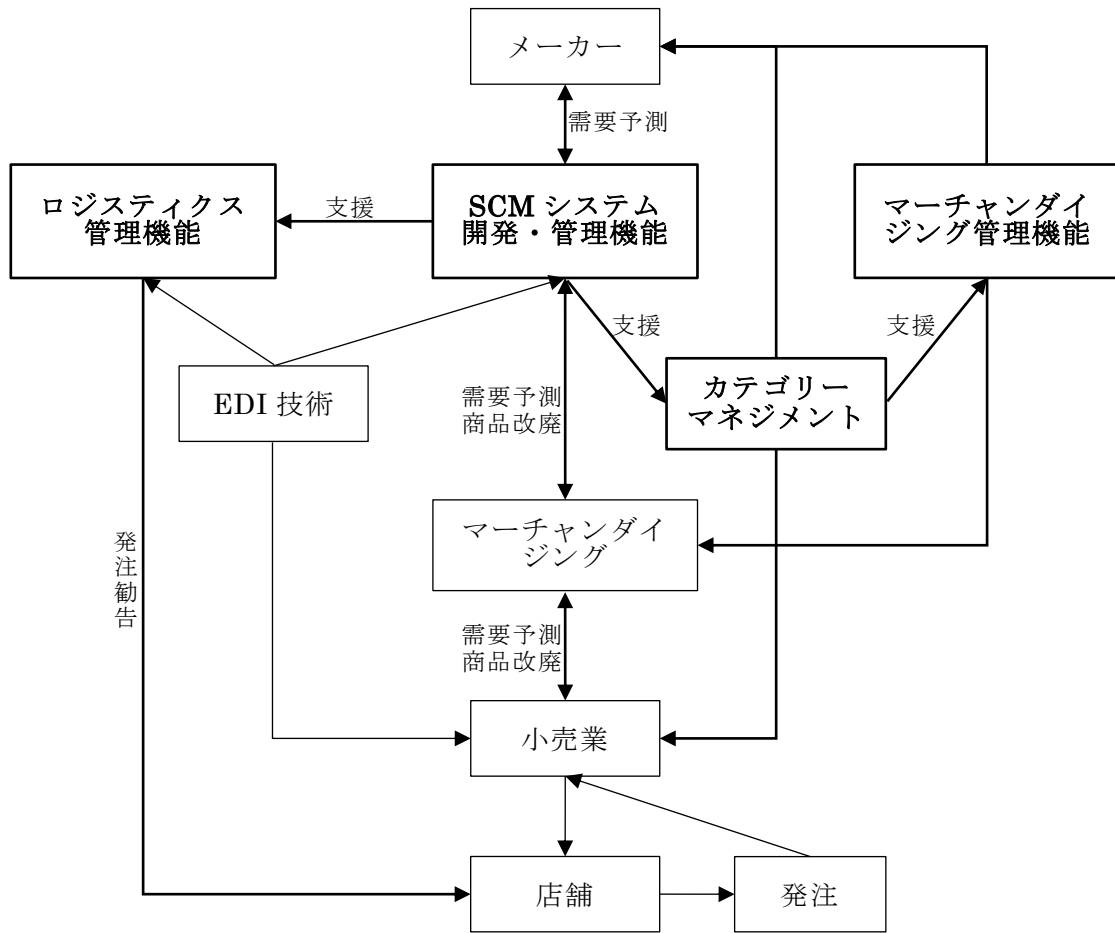 メーカー
需要予測
ロジスティクス
管理機能
支援
SCM システム
開発・管理機能
マーチャンダイ
ジング管理機能
支援
支援
EDI 技術
需要予測
商品改廃
カテゴリー
マネジメント
マーチャンダイ
ジング
発注勧告
需要予測
商品改廃
小売業
店舗
発注